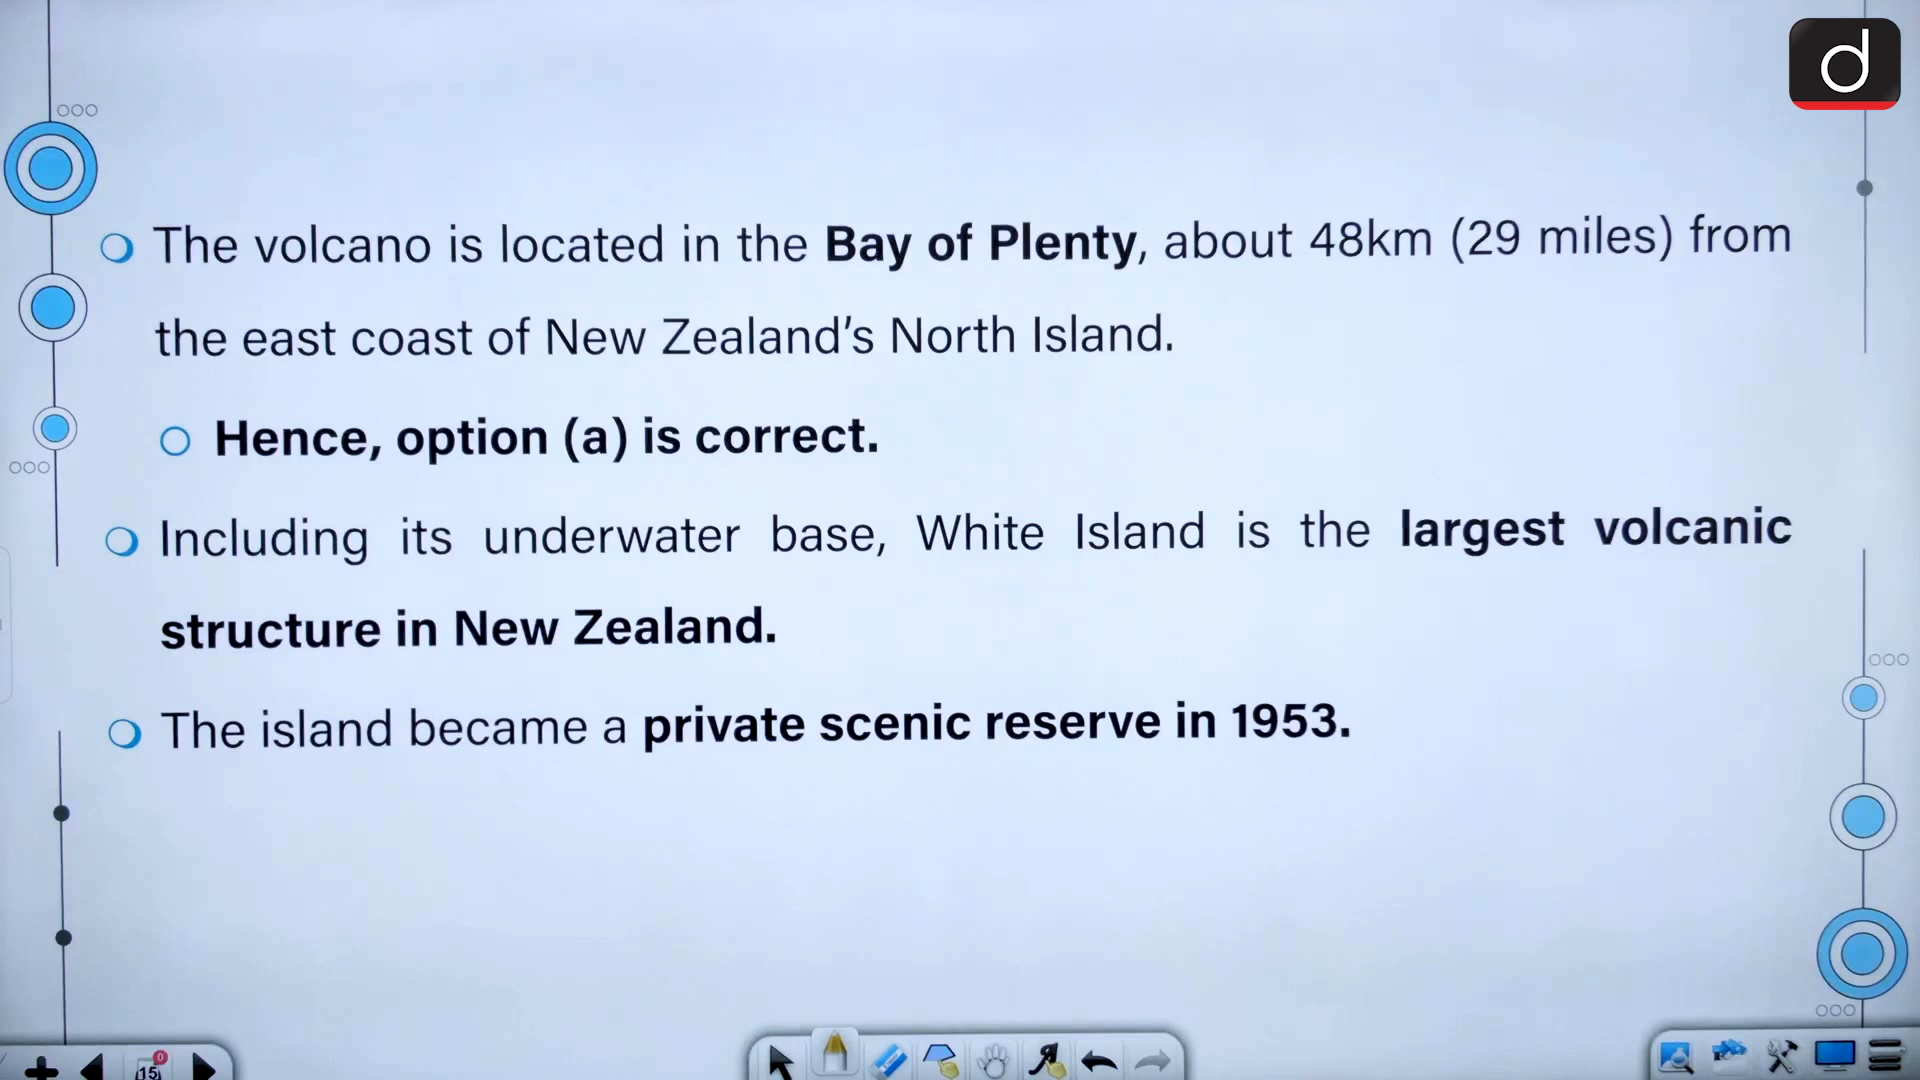 d
The volcano is located in the Bay of Plenty, about 48km (29 miles) from
the east coast of New Zealand’s North Island.
Hence, option (a) is correct.
Including its underwater base, White Island is the largest volcanic
structure in New Zealand.
The island became a private scenic reserve in 1953.
0
15